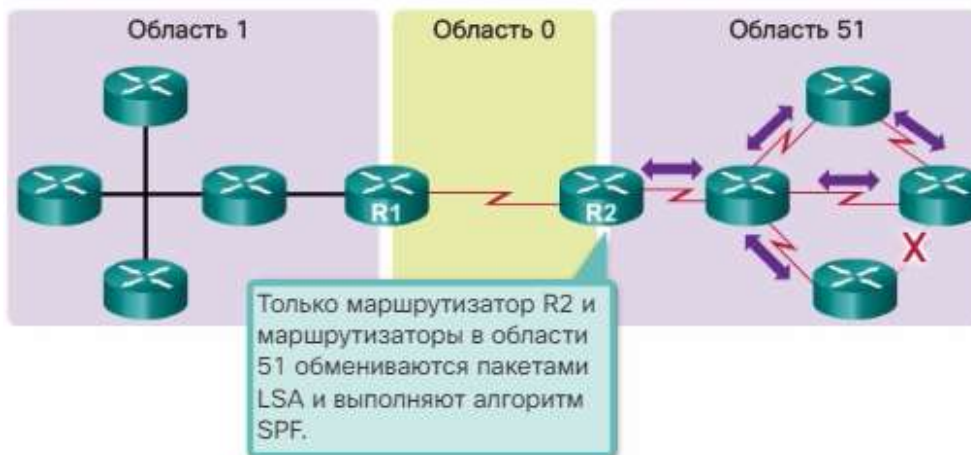 Область 1
Область 0
Область 51
R1
R2
X
Только маршрутизатор R2 и
маршрутизаторы в области
51 обмениваются пакетами
LSA и выполняют алгоритм
SPF.